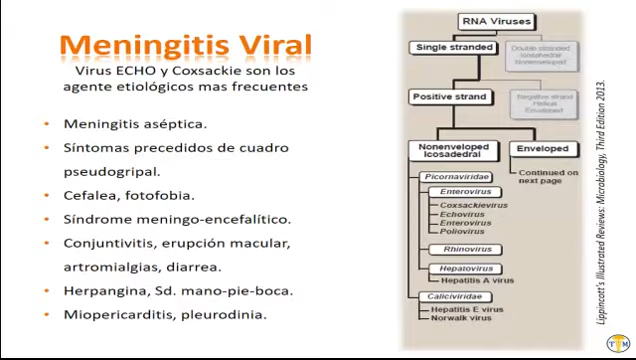 Meningitis Viral
Virus ECHO y Coxsackie son los
agente etiológicos mas frecuentes
• Meningitis aséptica.
• Síntomas precedidos de cuadro
pseudogripal.
• Cefalea, fotofobia.
• Síndrome meningo-encefalítico.
• Conjuntivitis, erupción macular,
artromialgias, diarrea.
• Herpangina, Sd. mano-pie-boca.
• Miopericarditis, pleurodinia.
RNA Viruses
Single stranded
Double stranded
Icosahedral
Nonenveloped
Positive strand
Negative strand
Helical
Enveloped
Nonenveloped
Icosadedral
Enveloped
Continued on
next page
Picornaviridae
Enterovirus
Coxsackievirus
Echovirus
Enterovirus
Poliovirus
Rhinovirus
Hepatovirus
Hepatitis A virus
Caliciviridae
Hepatitis E virus
Norwalk virus
Lippincott's Illustrated Reviews: Microbiology, Third Edition 2013.